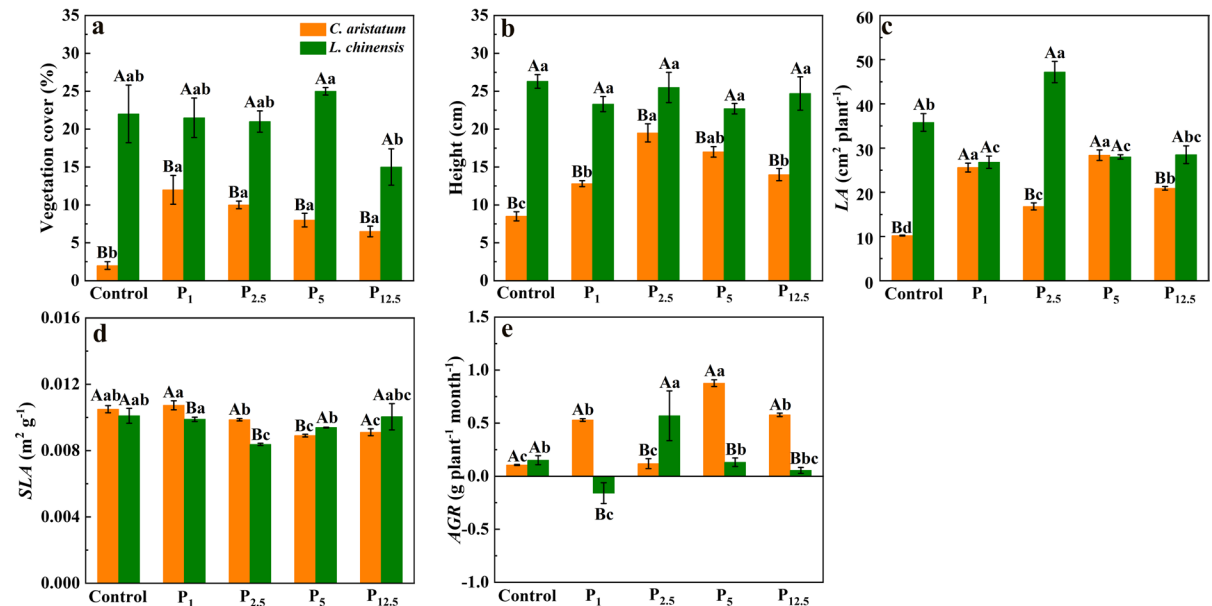 a
C. aristatum
L. chinensis
Vegetation cover (%)
35
30
25
20
15
10
5
0
Bb
Aab
Ba
Aab
Ba
Aab
Ba
Aa
Ba
Ab
Control P₁ P₂.₅ P₅ P₁₂.₅
b
Height (cm)
35
30
25
20
15
10
5
0
Bc
Aa
Bb
Aa
Ba
Aa
Bab
Aa
Bb
Aa
Control P₁ P₂.₅ P₅ P₁₂.₅
c
LA (cm² plant⁻¹)
60
50
40
30
20
10
0
Bd
Ab
Aa
Ac
Bc
Aa
Aa
Ac
Bb
Abc
Control P₁ P₂.₅ P₅ P₁₂.₅
d
SLA (m² g⁻¹)
0.016
0.012
0.008
0.004
0.000
Aab
Aab
Aa
Ba
Ab
Bc
Bc
Ab
Ac
Aabc
Control P₁ P₂.₅ P₅ P₁₂.₅
e
AGR (g plant⁻¹ month⁻¹)
1.5
1.0
0.5
0.0
-0.5
-1.0
Ac
Ab
Ab
Bc
Bc
Aa
Aa
Bb
Ab
Bbc
Control P₁ P₂.₅ P₅ P₁₂.₅